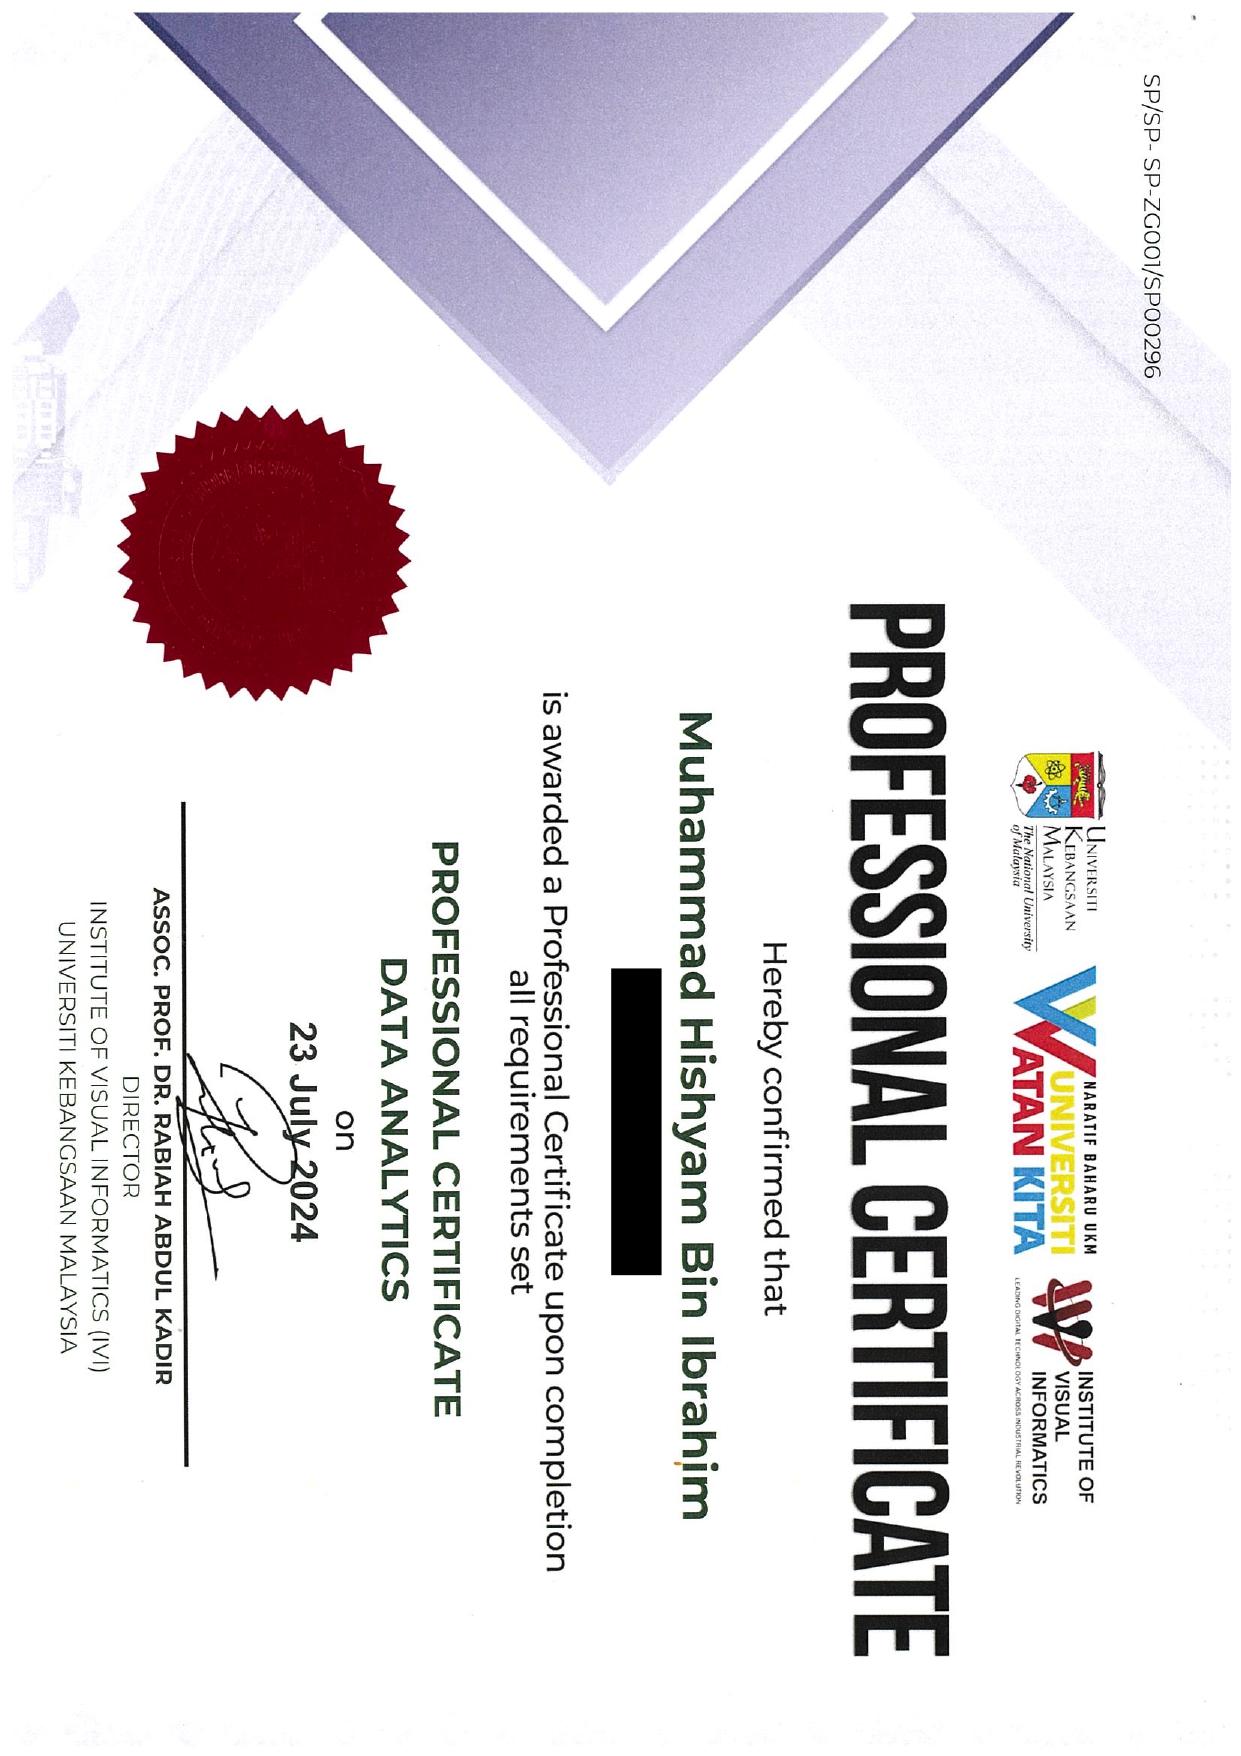 SP/SP- SP-ZG001/SP00296
UNIVERSITI
KEBANGSAAN
MALAYSIA
The National University
of Malaysia
NARATIF BAHARU UKM
UNIVERSITI
WATAN KITA
INSTITUTE OF
VISUAL
INFORMATICS
LEADING DIGITAL TECHNOLOGY ACROSS INDUSTRIAL REVOLUTION
PROFESSIONAL CERTIFICATE
Hereby confirmed that
Muhammad Hishyam Bin Ibrahim
is awarded a Professional Certificate upon completion
all requirements set
PROFESSIONAL CERTIFICATE
DATA ANALYTICS
on
23 July 2024
ASSOC. PROF. DR. RABIAH ABDUL KADIR
DIRECTOR
INSTITUTE OF VISUAL INFORMATICS (IVI)
UNIVERSITI KEBANGSAAN MALAYSIA